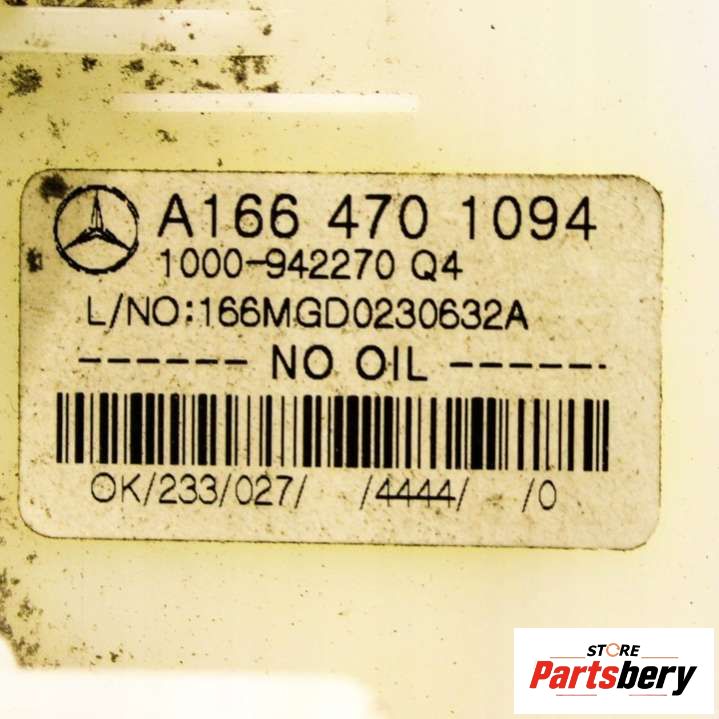 A166 470 1094
1000-942270 Q4
L/NO:166MGD0230632A
------ NO OIL ------
OK/233/027/ /4444/ /0
STORE
Partsbery